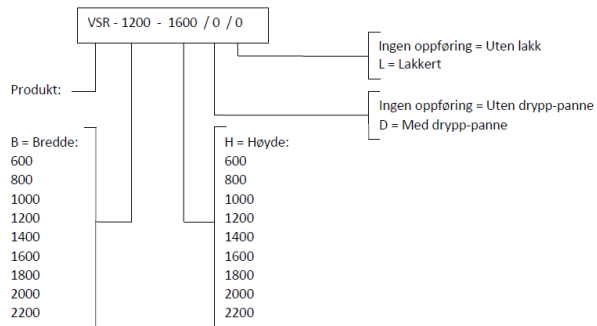 VSR - 1200 - 1600 / 0 / 0
Ingen oppføring = Uten lakk
L = Lakkert
Produkt:
Ingen oppføring = Uten drypp-panne
D = Med drypp-panne
B = Bredde:
600
800
1000
1200
1400
1600
1800
2000
2200
H = Høyde:
600
800
1000
1200
1400
1600
1800
2000
2200